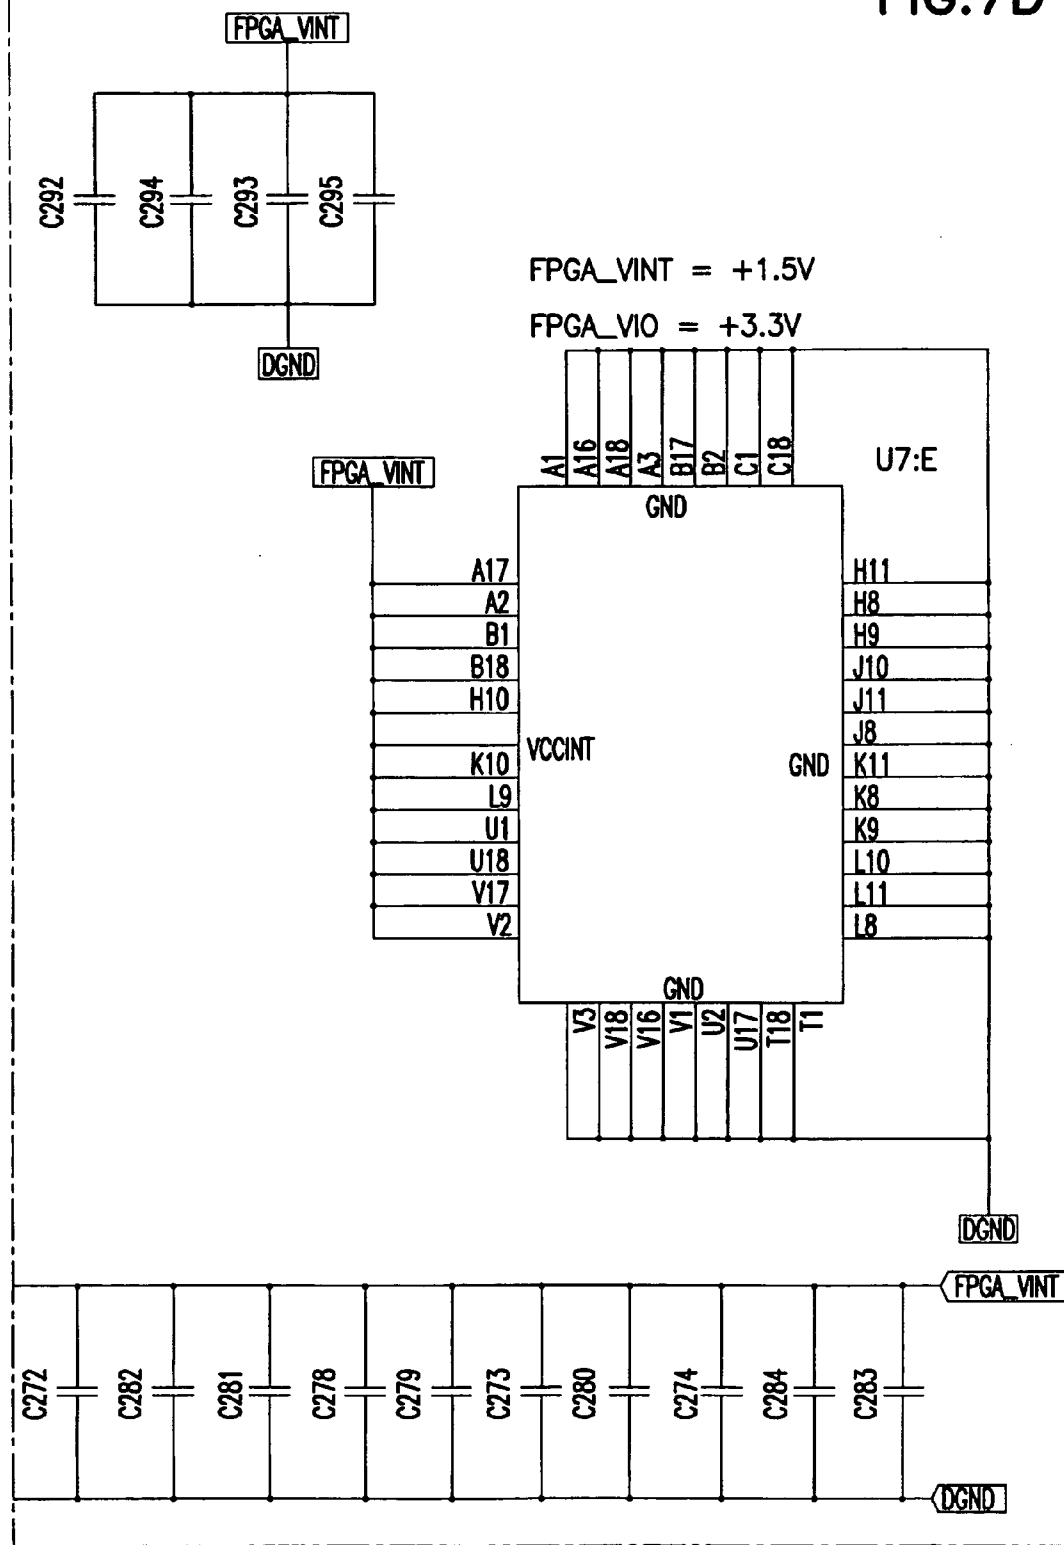 FIG.7D
FPGA_VINT
C292
C294
C293
C295
DGND
FPGA_VINT = +1.5V
FPGA_VIO = +3.3V
A1
A16
A18
A3
B17
B2
C1
C18
U7:E
FPGA_VINT
GND
A17
A2
B1
B18
H10
K10
L9
U1
U18
V17
V2
VCCINT
GND
H11
H8
H9
J10
J11
J8
K11
K8
K9
L10
L11
L8
GND
V3
V18
V16
V1
U2
U17
T18
T1
DGND
FPGA_VINT
C272
C282
C281
C278
C279
C273
C280
C274
C284
C283
DGND